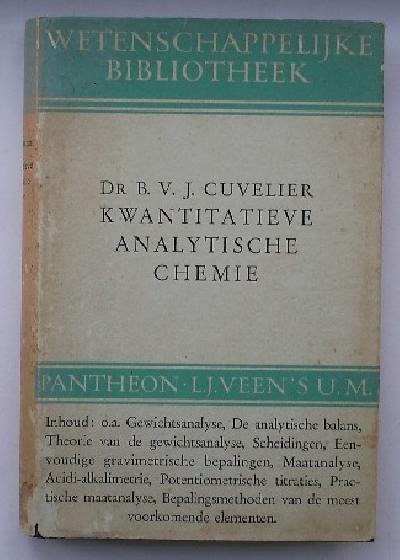 WETENSCHAPPELIJKE
BIBLIOTHEEK
DR B. V. J. CUVELIER
KWANTITATIEVE
ANALYTISCHE
CHEMIE
PANTHEON · L.J. VEEN'S U.M.
Inhoud: o.a. Gewichtsanalyse, De analytische balans,
Theorie van de gewichtsanalyse, Scheidingen, Een-
voudige gravimetrische bepalingen, Maatanalyse,
Acidi-alkalimetrie, Potentiometrische titraties, Prac-
tische maatanalyse, Bepalingsmethoden van de meest
voorkomende elementen.